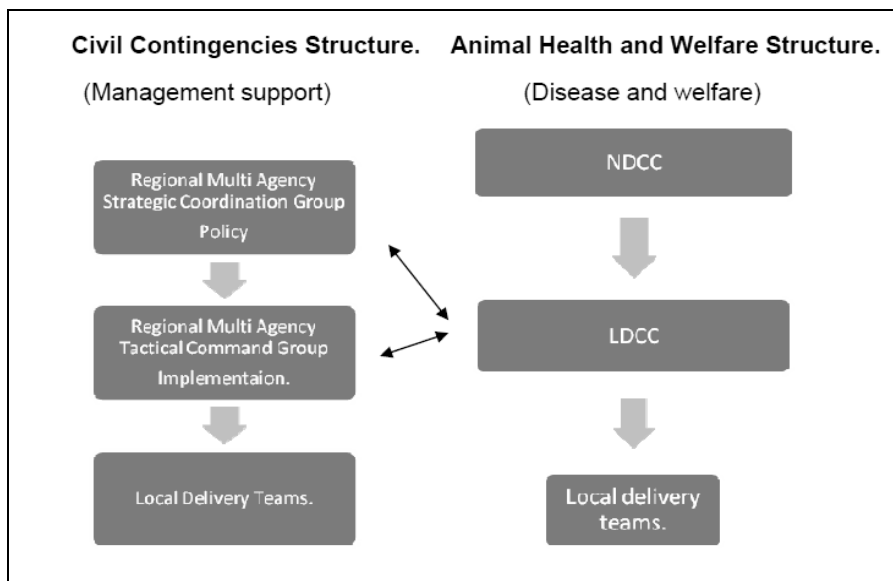 Civil Contingencies Structure.
(Management support)
Regional Multi Agency
Strategic Coordination Group
Policy
Regional Multi Agency
Tactical Command Group
Implementaion.
Local Delivery Teams.
Animal Health and Welfare Structure.
(Disease and welfare)
NDCC
LDCC
Local delivery
teams.